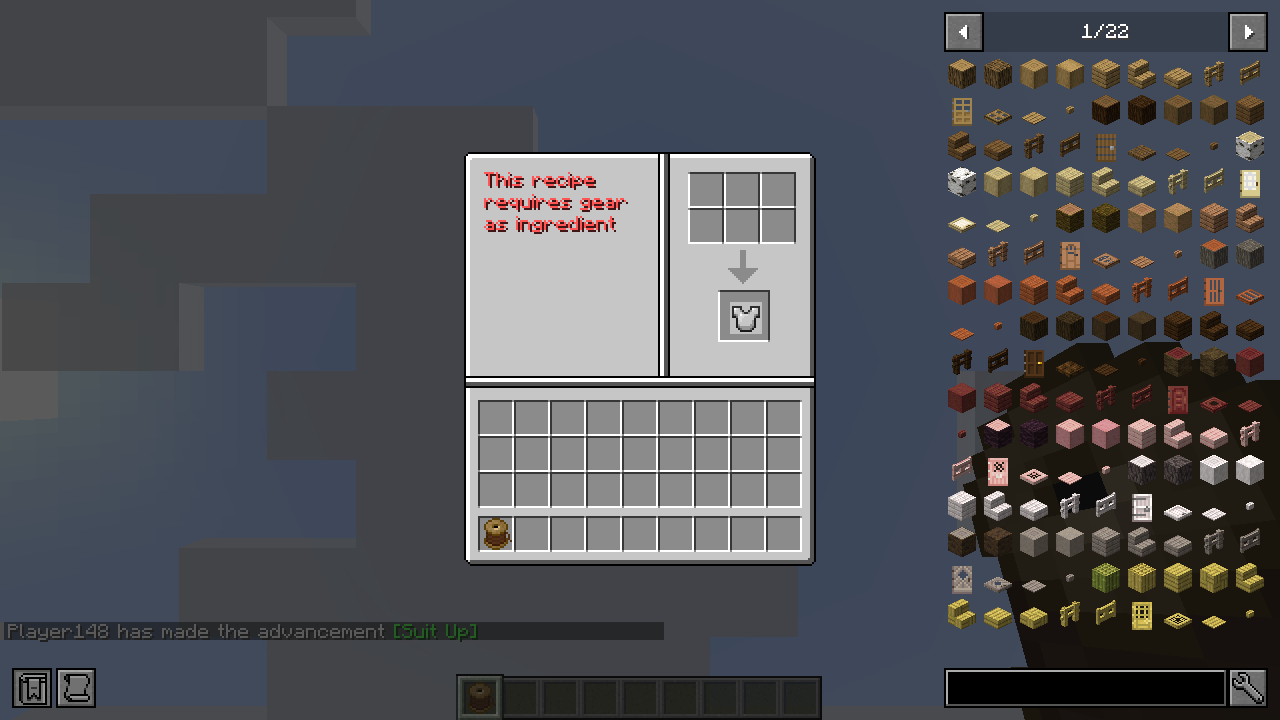 1/22
This recipe
requires gear
as ingredient
Player148 has made the advancement [Suit Up]